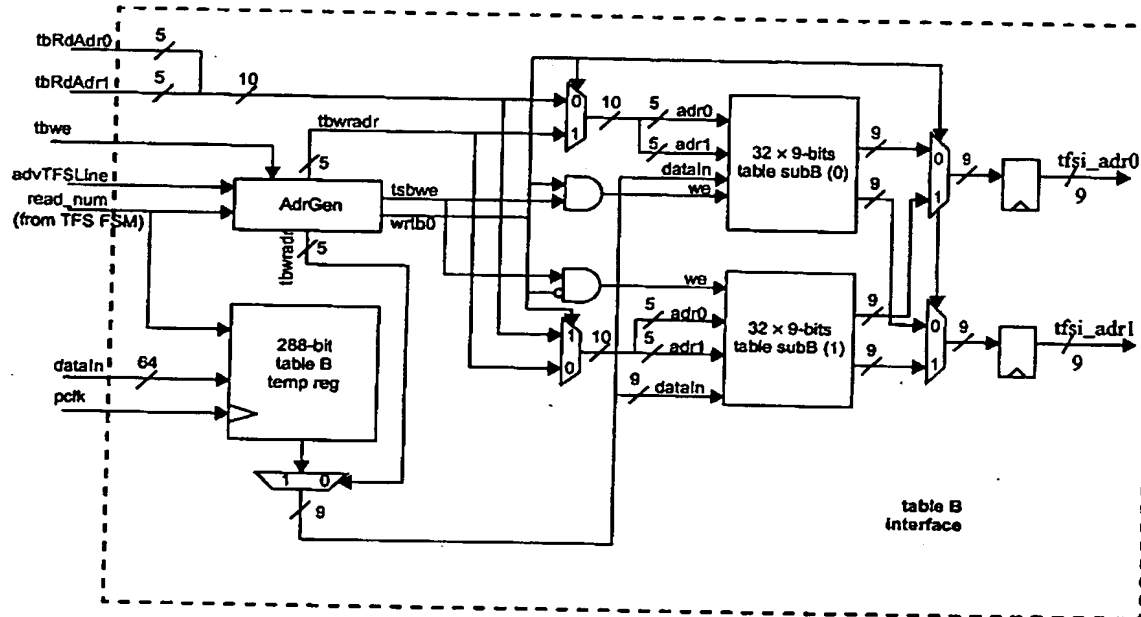 tbRdAdr0
5
tbRdAdr1
5
10
tbwe
tbwradr
5
advTFSLine
read_num
(from TFS FSM)
AdrGen
tsbwe
wrtb0
tbwradr
5
288-bit
table B
temp reg
dataIn
64
pclk
1 0
9
0
1
10
5
adr0
5
adr1
dataIn
we
32 × 9-bits
table subB (0)
9
9
0
1
9
tfsi_adr0
9
we
5
adr0
1
0
10
5
adr1
9
dataIn
32 × 9-bits
table subB (1)
9
9
0
1
9
tfsi_adr1
9
table B
interface